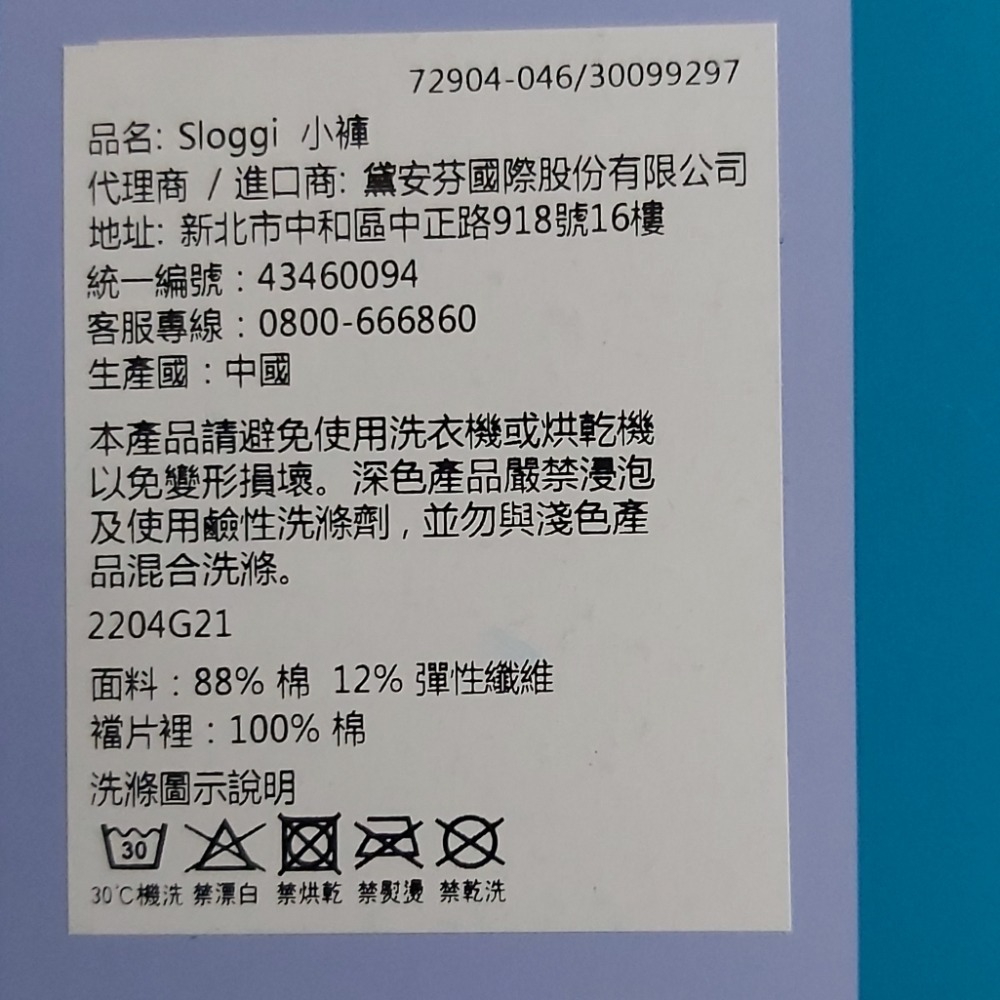 72904-046/30099297
品名: Sloggi 小褲
代理商 / 進口商: 黛安芬國際股份有限公司
地址: 新北市中和區中正路918號16樓
統一編號:43460094
客服專線:0800-666860
生產國:中國
本產品請避免使用洗衣機或烘乾機
以免變形損壞。深色產品嚴禁浸泡
及使用鹼性洗滌劑,並勿與淺色產
品混合洗滌。
2204G21
面料:88% 棉 12% 彈性纖維
襠片裡:100% 棉
洗滌圖示說明
30
30℃機洗 禁漂白 禁烘乾 禁熨燙 禁乾洗